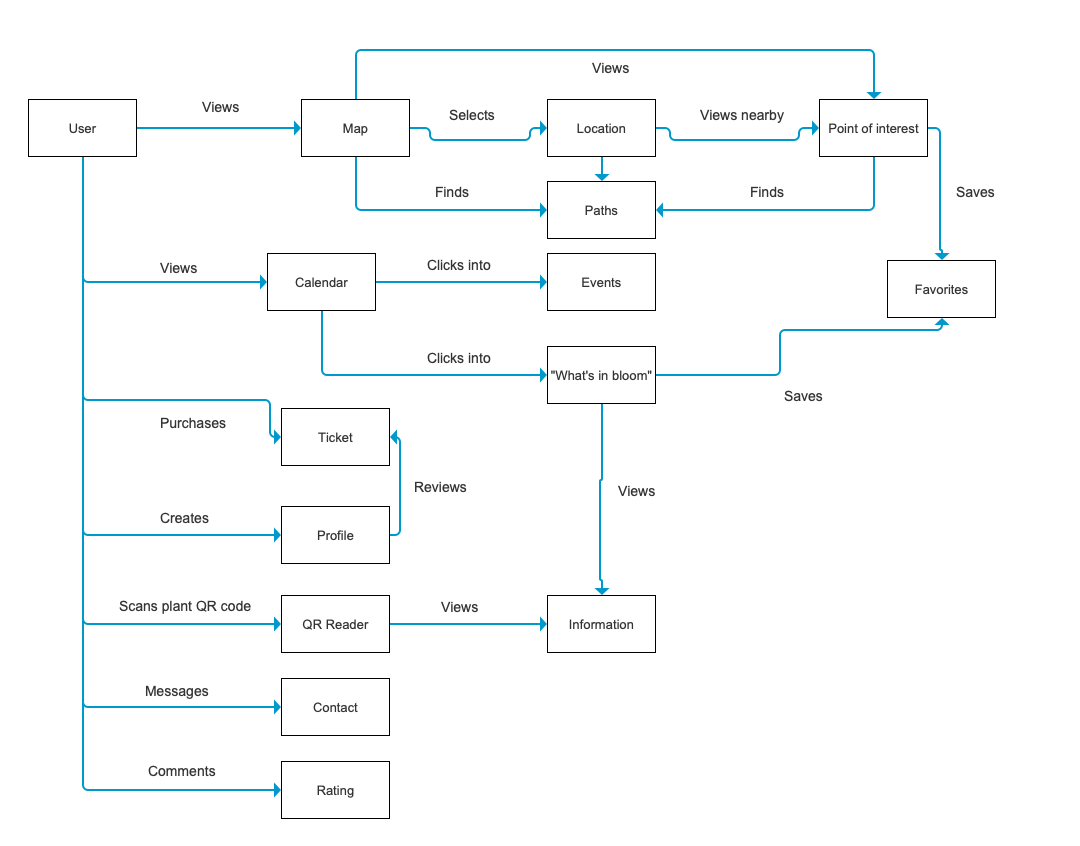 Views
User
Views
Map
Selects
Location
Views nearby
Point of interest
Finds
Paths
Finds
Saves
Views
Calendar
Clicks into
Events
Favorites
Clicks into
"What's in bloom"
Saves
Purchases
Ticket
Reviews
Views
Creates
Profile
Scans plant QR code
QR Reader
Views
Information
Messages
Contact
Comments
Rating